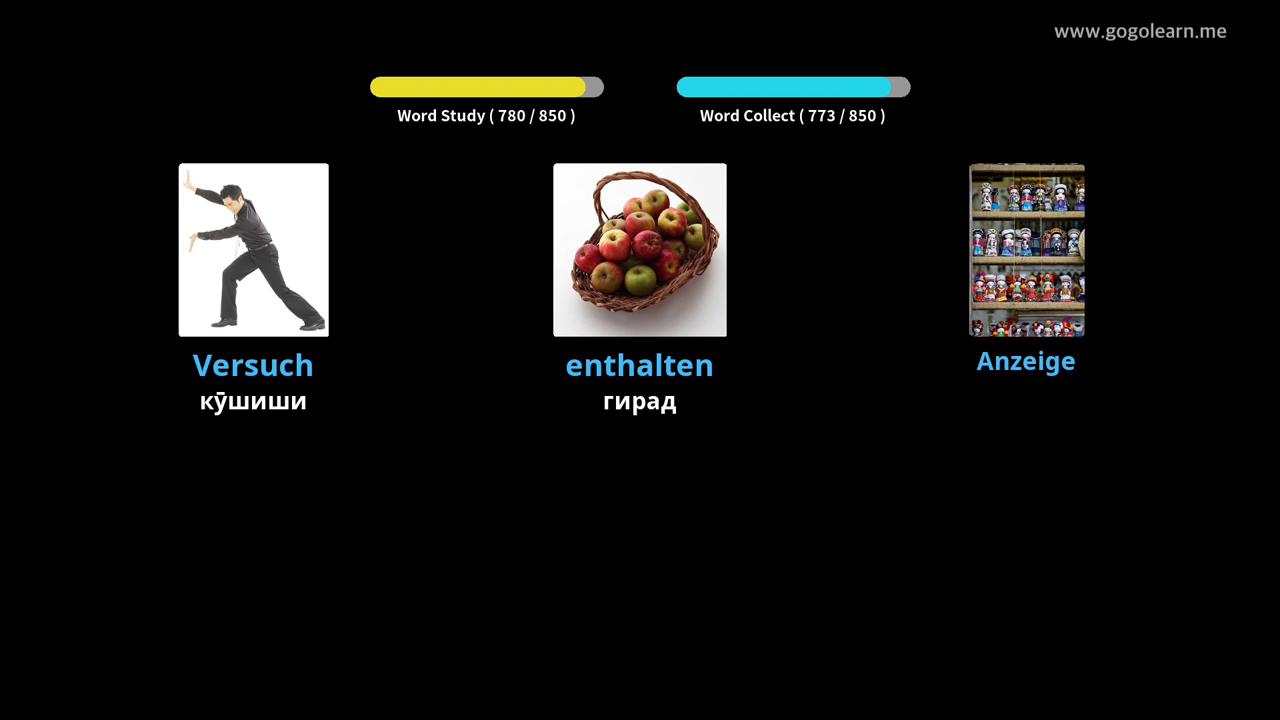 www.gogolearn.me
Word Study ( 780 / 850 )
Word Collect ( 773 / 850 )
Versuch
кӯшиши
enthalten
гирад
Anzeige